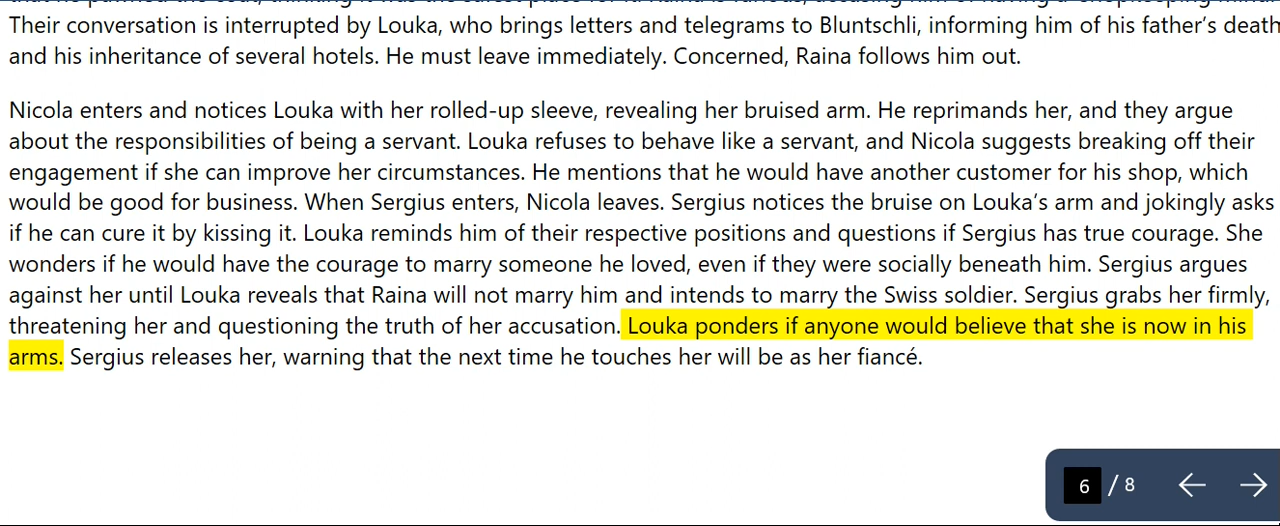 Their conversation is interrupted by Louka, who brings letters and telegrams to Bluntschli, informing him of his father’s death
and his inheritance of several hotels. He must leave immediately. Concerned, Raina follows him out.
Nicola enters and notices Louka with her rolled-up sleeve, revealing her bruised arm. He reprimands her, and they argue
about the responsibilities of being a servant. Louka refuses to behave like a servant, and Nicola suggests breaking off their
engagement if she can improve her circumstances. He mentions that he would have another customer for his shop, which
would be good for business. When Sergius enters, Nicola leaves. Sergius notices the bruise on Louka’s arm and jokingly asks
if he can cure it by kissing it. Louka reminds him of their respective positions and questions if Sergius has true courage. She
wonders if he would have the courage to marry someone he loved, even if they were socially beneath him. Sergius argues
against her until Louka reveals that Raina will not marry him and intends to marry the Swiss soldier. Sergius grabs her firmly,
threatening her and questioning the truth of her accusation. Louka ponders if anyone would believe that she is now in his
arms. Sergius releases her, warning that the next time he touches her will be as her fiancé.
6 / 8